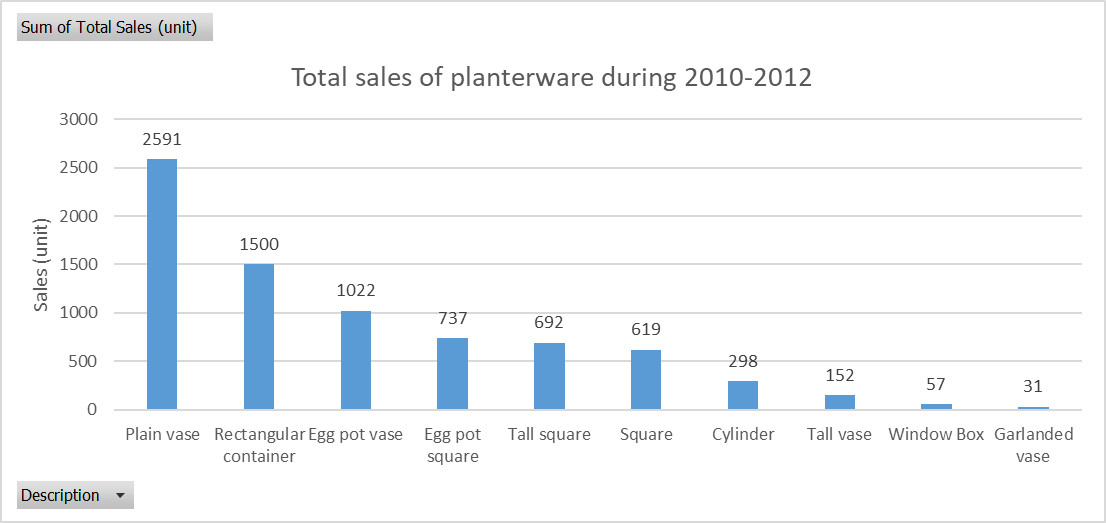 Sum of Total Sales (unit)
Total sales of planterware during 2010-2012
Sales (unit)
3000
2500
2000
1500
1000
500
0
2591
1500
1022
737
692
619
298
152
57
31
Plain vase
Rectangular
container
Egg pot vase
Egg pot
square
Tall square
Square
Cylinder
Tall vase
Window Box
Garlanded
vase
Description